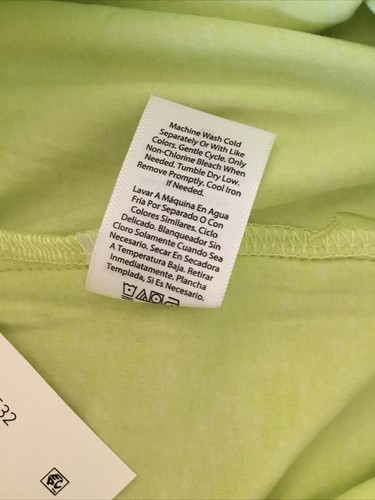 Machine Wash Cold
Separately Or With Like
Colors. Gentle Cycle. Only
Non-Chlorine Bleach When
Needed. Tumble Dry Low.
Remove Promptly. Cool Iron
If Needed.
Lavar A Máquina En Agua
Fría Por Separado O Con
Colores Similares. Ciclo
Delicado. Blanqueador Sin
Cloro Solamente Cuando Sea
Necesario. Secar En Secadora
A Temperatura Baja. Retirar
Inmediatamente. Plancha
Templada, Si Es Necesario.